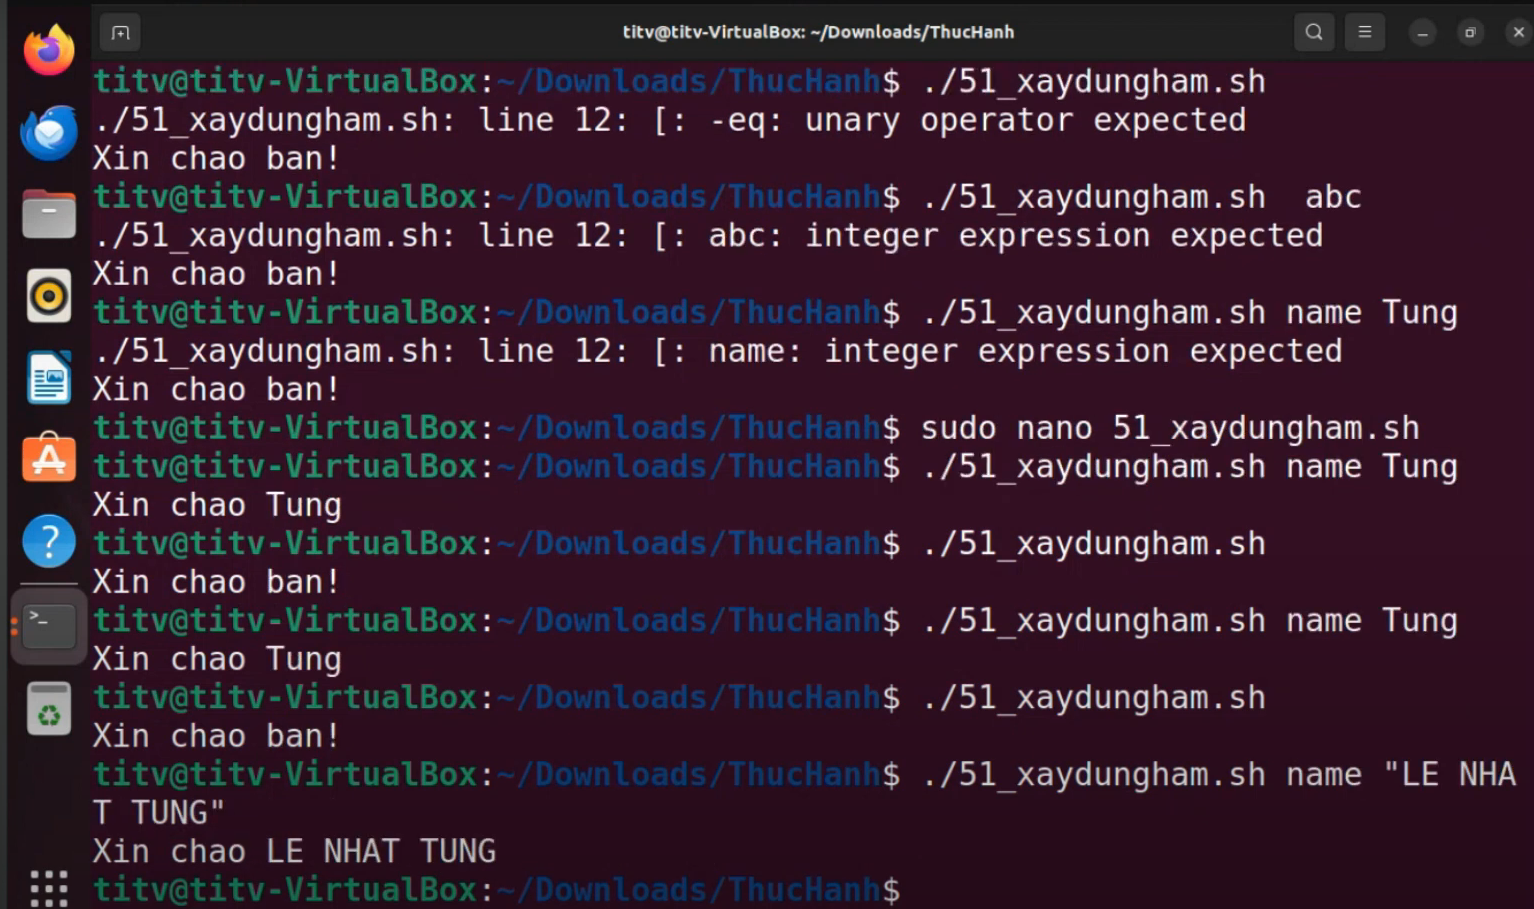 titv@titv-VirtualBox: ~/Downloads/ThucHanh
titv@titv-VirtualBox:~/Downloads/ThucHanh$ ./51_xaydungham.sh
./51_xaydungham.sh: line 12: [: -eq: unary operator expected
Xin chao ban!
titv@titv-VirtualBox:~/Downloads/ThucHanh$ ./51_xaydungham.sh  abc
./51_xaydungham.sh: line 12: [: abc: integer expression expected
Xin chao ban!
titv@titv-VirtualBox:~/Downloads/ThucHanh$ ./51_xaydungham.sh name Tung
./51_xaydungham.sh: line 12: [: name: integer expression expected
Xin chao ban!
titv@titv-VirtualBox:~/Downloads/ThucHanh$ sudo nano 51_xaydungham.sh
titv@titv-VirtualBox:~/Downloads/ThucHanh$ ./51_xaydungham.sh name Tung
Xin chao Tung
titv@titv-VirtualBox:~/Downloads/ThucHanh$ ./51_xaydungham.sh
Xin chao ban!
titv@titv-VirtualBox:~/Downloads/ThucHanh$ ./51_xaydungham.sh name Tung
Xin chao Tung
titv@titv-VirtualBox:~/Downloads/ThucHanh$ ./51_xaydungham.sh
Xin chao ban!
titv@titv-VirtualBox:~/Downloads/ThucHanh$ ./51_xaydungham.sh name "LE NHA
T TUNG"
Xin chao LE NHAT TUNG
titv@titv-VirtualBox:~/Downloads/ThucHanh$